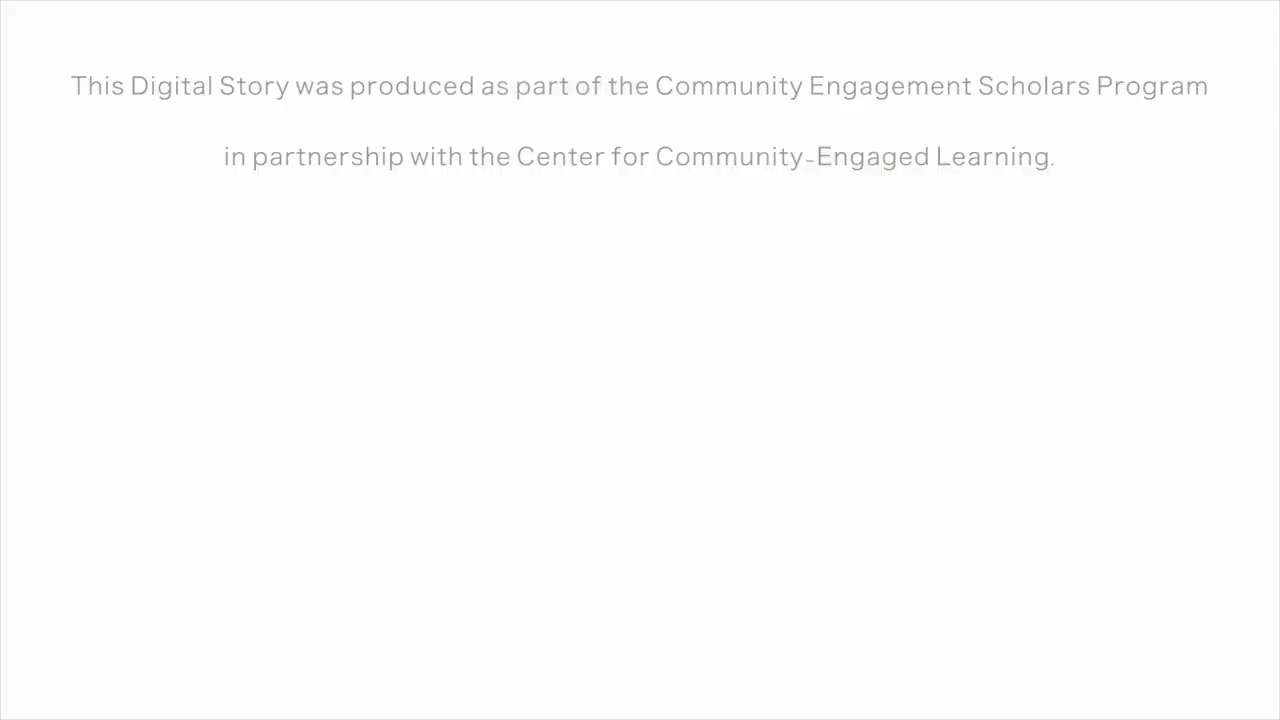 This Digital Story was produced as part of the Community Engagement Scholars Program
in partnership with the Center for Community-Engaged Learning.